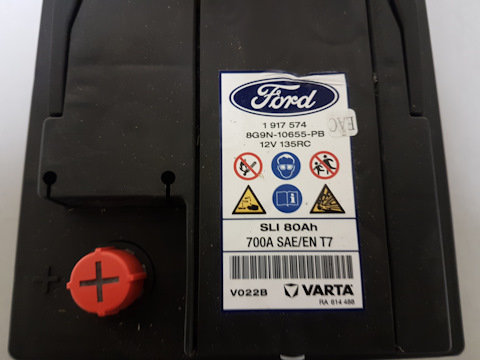 Ford
1 917 574
8G9N-10655-PB
EAC
12V 135RC
SLI 80Ah
700A SAE/EN T7
V022B VARTA
RA 614 480